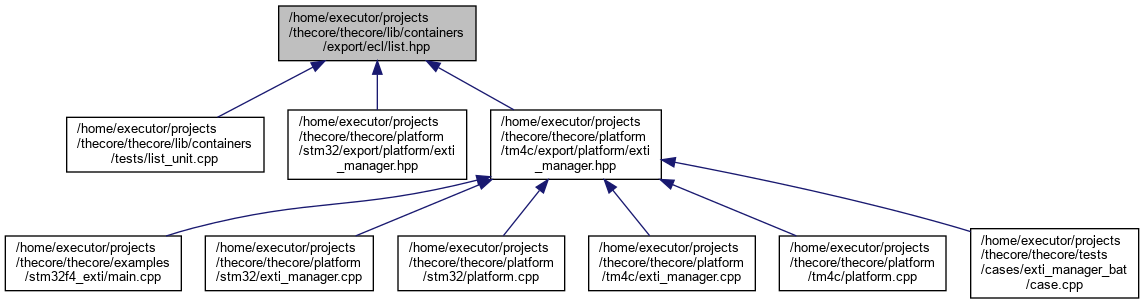 /home/executor/projects
/thecore/thecore/lib/containers
/export/ecl/list.hpp
/home/executor/projects
/thecore/thecore/lib/containers
/tests/list_unit.cpp
/home/executor/projects
/thecore/thecore/platform
/stm32/export/platform/exti
_manager.hpp
/home/executor/projects
/thecore/thecore/platform
/tm4c/export/platform/exti
_manager.hpp
/home/executor/projects
/thecore/thecore/examples
/stm32f4_exti/main.cpp
/home/executor/projects
/thecore/thecore/platform
/stm32/exti_manager.cpp
/home/executor/projects
/thecore/thecore/platform
/stm32/platform.cpp
/home/executor/projects
/thecore/thecore/platform
/tm4c/exti_manager.cpp
/home/executor/projects
/thecore/thecore/platform
/tm4c/platform.cpp
/home/executor/projects
/thecore/thecore/tests
/cases/exti_manager_bat
/case.cpp